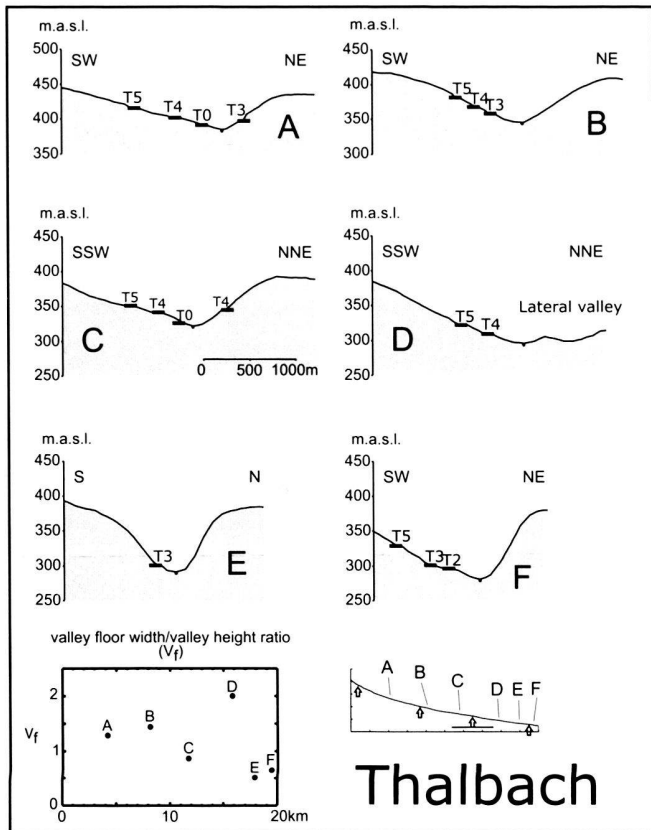 m.a.s.l. m.a.s.l.
500 SW NE 450 SW NE
450 T5 T4 T0 T3 400 T5 T4 T3
400 350
350 A 300 B
m.a.s.l. m.a.s.l.
450 SSW NNE 450 SSW NNE
400 400
350 T5 T4 T0 T4 350 T5 T4 Lateral valley
300 C 300 D
250 0 500 1000m 250
m.a.s.l. m.a.s.l.
450 S N 450 SW NE
400 400
350 350 T5
300 T3 E 300 T3 T2 F
250 250
valley floor width/valley height ratio
(Vf)
2 D A B C D E F
Vf A B
1 C
E F
0
0 10 20km
Thalbach